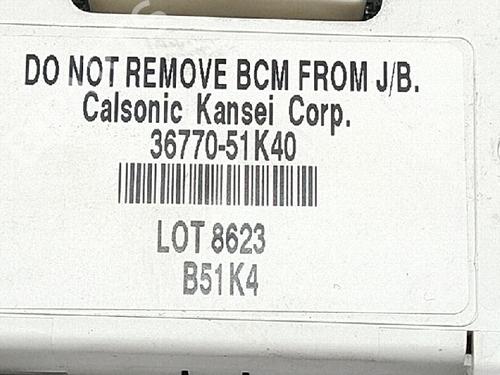 DO NOT REMOVE BCM FROM J/B.
Calsonic Kansei Corp.
36770-51K40
LOT 8623
B51K4